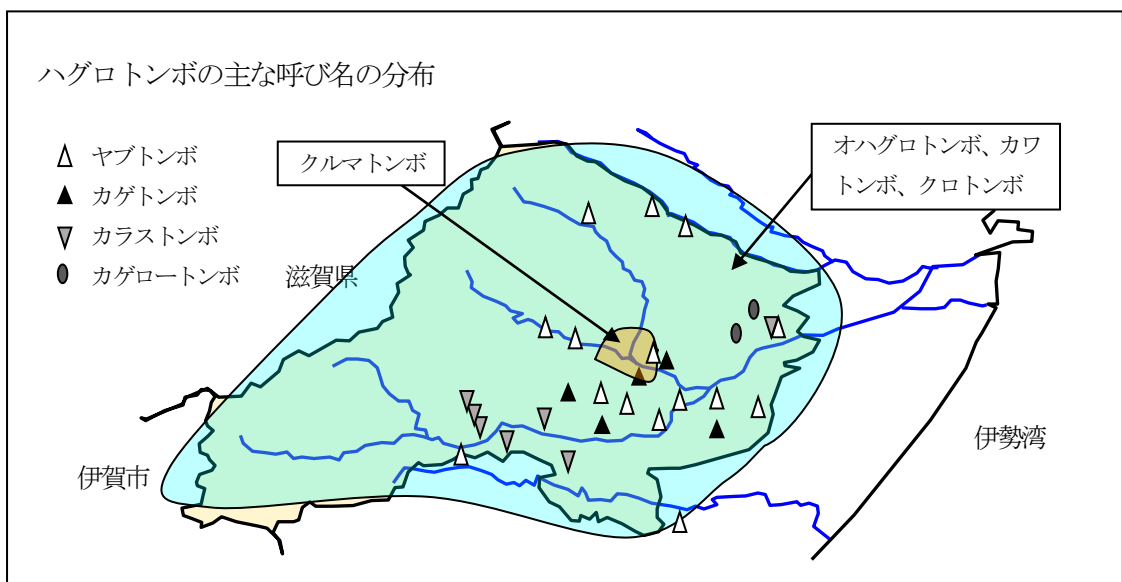 ハグロトンボの主な呼び名の分布
ヤブトンボ
カゲトンボ
カラストンボ
カゲロートンボ
クルマトンボ
オハグロトンボ、カワ
トンボ、クロトンボ
滋賀県
伊賀市
伊勢湾